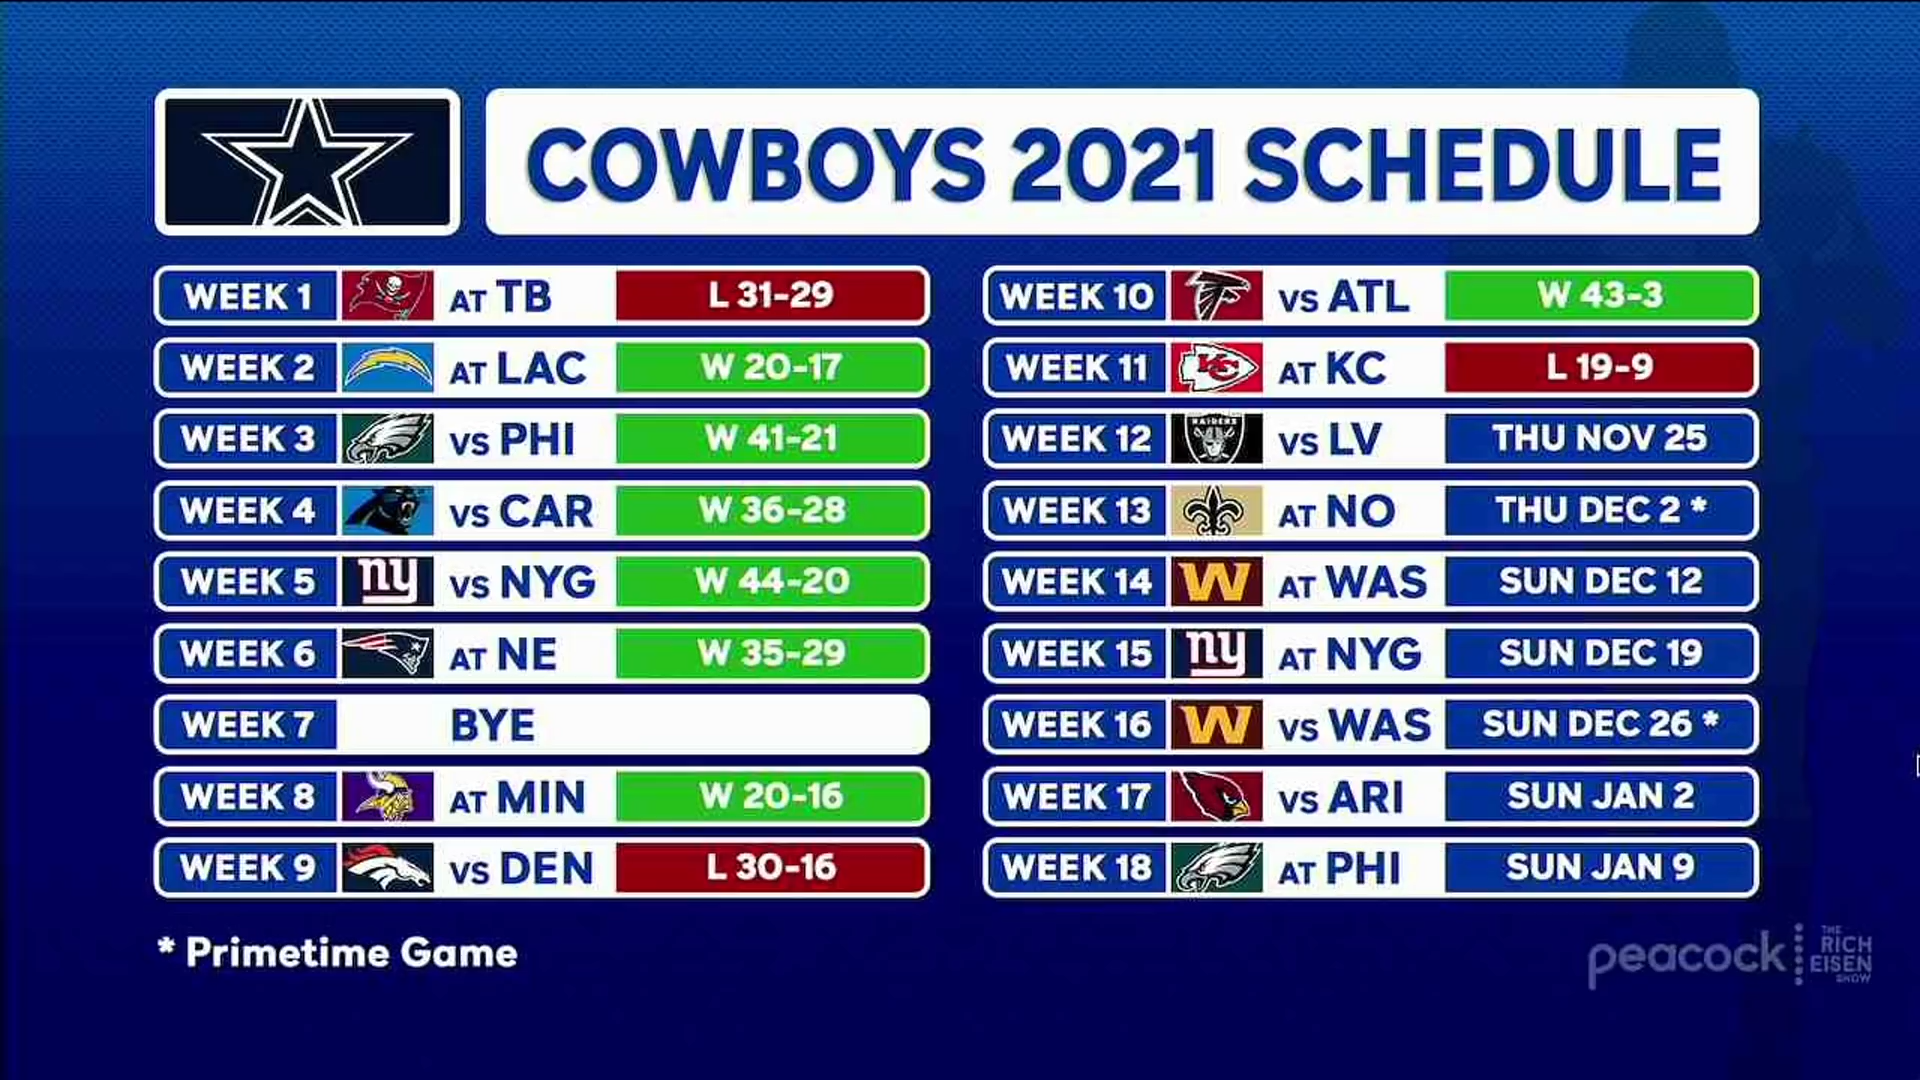 COWBOYS 2021 SCHEDULE
WEEK 1 AT TB L 31-29
WEEK 2 AT LAC W 20-17
WEEK 3 VS PHI W 41-21
WEEK 4 VS CAR W 36-28
WEEK 5 ny VS NYG W 44-20
WEEK 6 AT NE W 35-29
WEEK 7 BYE
WEEK 8 AT MIN W 20-16
WEEK 9 VS DEN L 30-16
WEEK 10 VS ATL W 43-3
WEEK 11 KC AT KC L 19-9
WEEK 12 RAIDERS VS LV THU NOV 25
WEEK 13 AT NO THU DEC 2 *
WEEK 14 W AT WAS SUN DEC 12
WEEK 15 ny AT NYG SUN DEC 19
WEEK 16 W VS WAS SUN DEC 26 *
WEEK 17 VS ARI SUN JAN 2
WEEK 18 AT PHI SUN JAN 9
* Primetime Game
peacock
THE
RICH
EISEN
SHOW